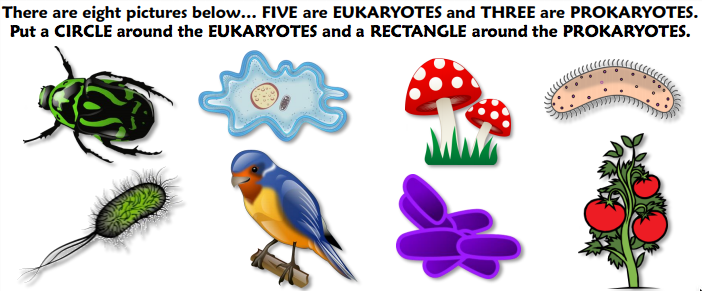 There are eight pictures below... FIVE are EUKARYOTES and THREE are PROKARYOTES.
Put a CIRCLE around the EUKARYOTES and a RECTANGLE around the PROKARYOTES.